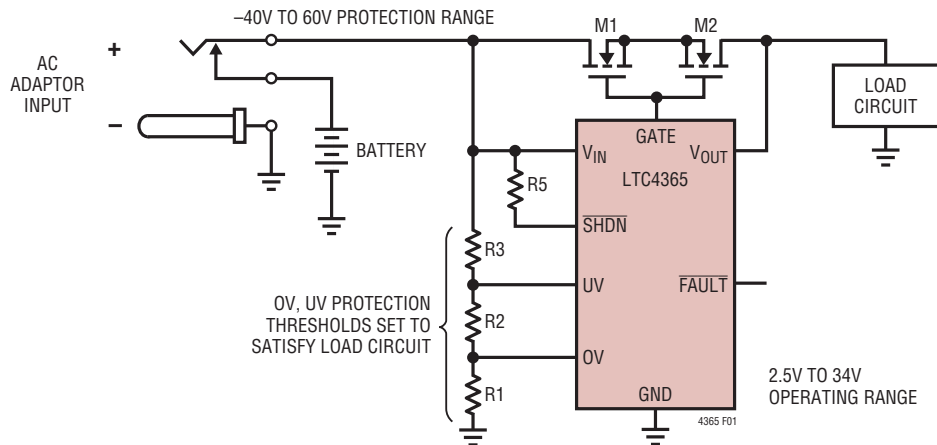 –40V TO 60V PROTECTION RANGE
M1
M2
AC
ADAPTOR
INPUT
+
–
BATTERY
GATE
VIN
VOUT
LTC4365
LOAD
CIRCUIT
R5
SHDN
R3
UV
FAULT
OV, UV PROTECTION
THRESHOLDS SET TO
SATISFY LOAD CIRCUIT
R2
OV
R1
GND
2.5V TO 34V
OPERATING RANGE
4365 F01